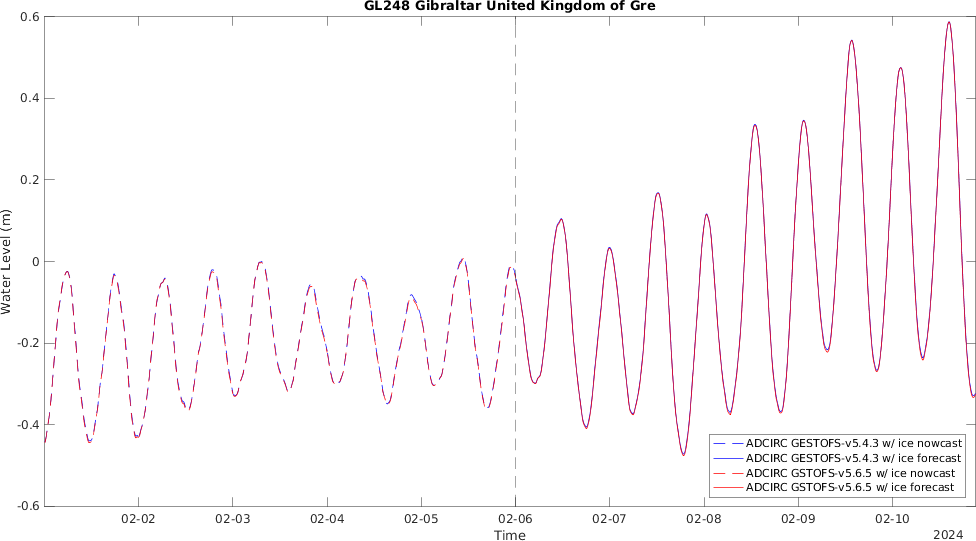 GL248 Gibraltar United Kingdom of Gre
Water Level (m)
0.6
0.4
0.2
0
-0.2
-0.4
-0.6
ADCIRC GESTOFS-v5.4.3 w/ ice nowcast
ADCIRC GESTOFS-v5.4.3 w/ ice forecast
ADCIRC GSTOFS-v5.6.5 w/ ice nowcast
ADCIRC GSTOFS-v5.6.5 w/ ice forecast
02-02 02-03 02-04 02-05 02-06 02-07 02-08 02-09 02-10
Time
2024